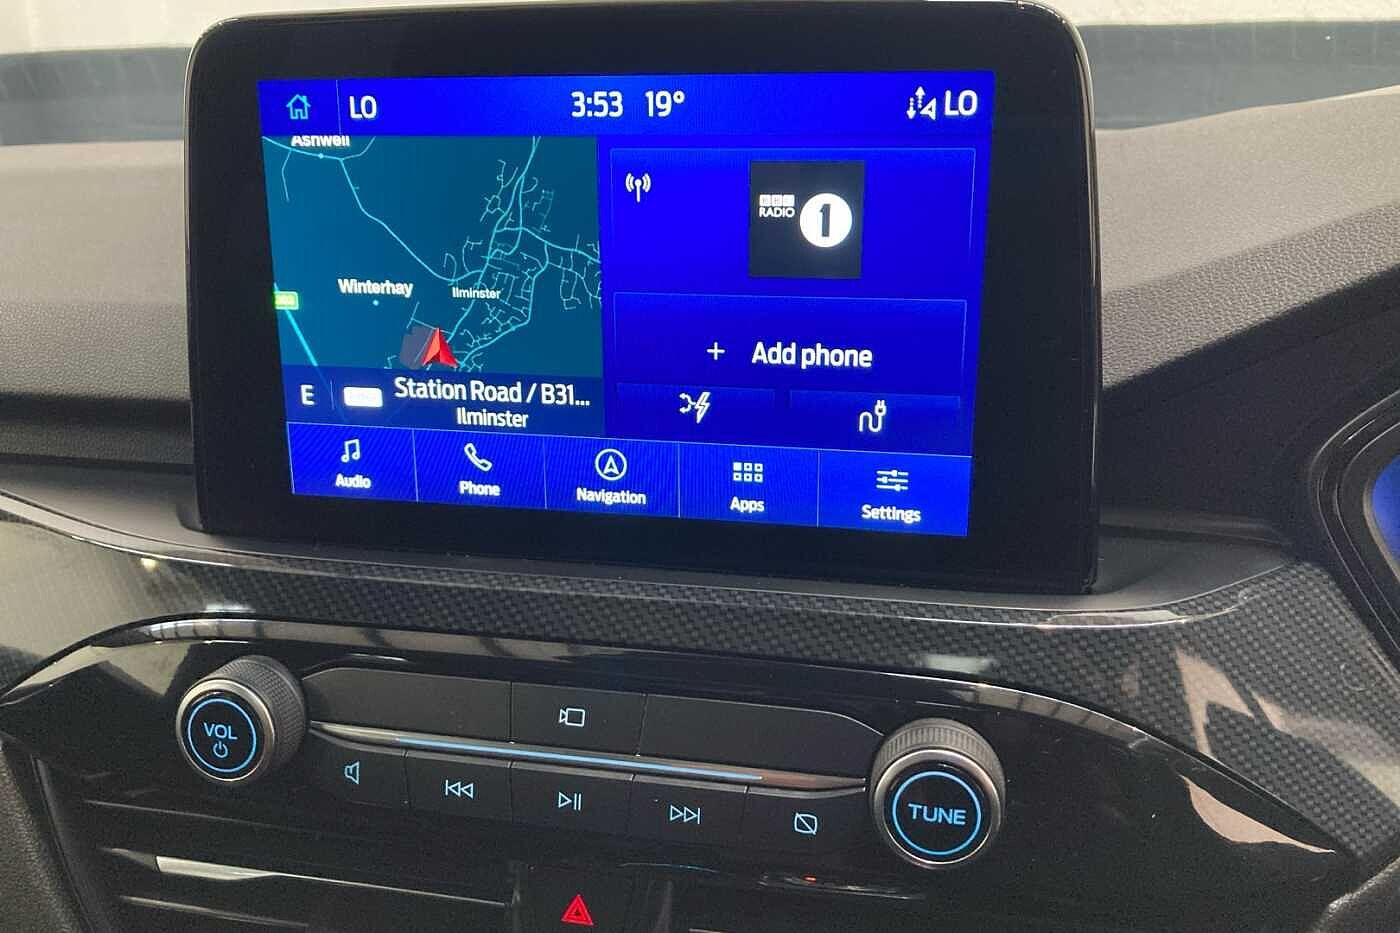 LO
3:53 19°
LO
Ashwell
Winterhay
Ilminster
BBC
RADIO
1
+ Add phone
E
Station Road / B31...
Ilminster
Audio
Phone
Navigation
Apps
Settings
VOL
TUNE